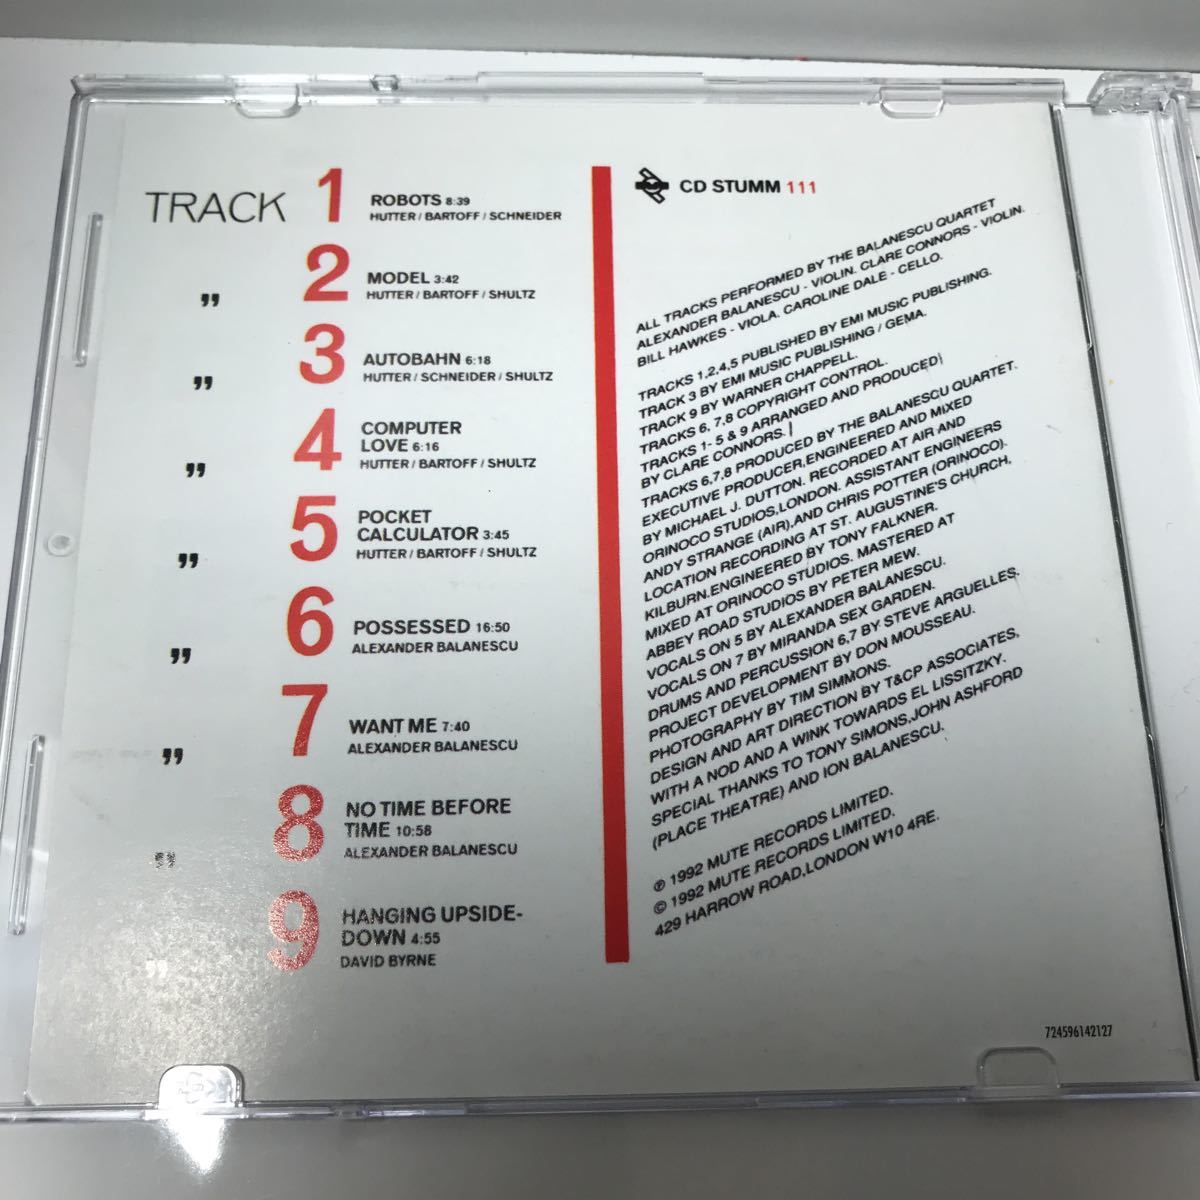 TRACK 1 ROBOTS 8:39
HUTTER / BARTOFF / SCHNEIDER
" 2 MODEL 3:42
HUTTER / BARTOFF / SHULTZ
" 3 AUTOBAHN 6:18
HUTTER / SCHNEIDER / SHULTZ
" 4 COMPUTER
LOVE 6:16
HUTTER / BARTOFF / SHULTZ
" 5 POCKET
CALCULATOR 3:45
HUTTER / BARTOFF / SHULTZ
" 6 POSSESSED 16:50
ALEXANDER BALANESCU
" 7 WANT ME 7:40
ALEXANDER BALANESCU
" 8 NO TIME BEFORE
TIME 10:58
ALEXANDER BALANESCU
" 9 HANGING UPSIDE-
DOWN 4:55
DAVID BYRNE
CD STUMM 111
ALL TRACKS PERFORMED BY THE BALANESCU QUARTET
ALEXANDER BALANESCU - VIOLIN. CLARE CONNORS - VIOLIN.
BILL HAWKES - VIOLA. CAROLINE DALE - CELLO.
TRACKS 1,2,4,5 PUBLISHED BY EMI MUSIC PUBLISHING.
TRACK 3 BY EMI MUSIC PUBLISHING / GEMA.
TRACK 9 BY WARNER CHAPPELL.
TRACKS 6, 7,8 COPYRIGHT CONTROL.
TRACKS 1- 5 & 9 ARRANGED AND PRODUCED
BY CLARE CONNORS.
TRACKS 6,7,8 PRODUCED BY THE BALANESCU QUARTET.
EXECUTIVE PRODUCER,ENGINEERED AND MIXED
BY MICHAEL J. DUTTON. RECORDED AT AIR AND
ORINOCO STUDIOS,LONDON. ASSISTANT ENGINEERS
ANDY STRANGE (AIR),AND CHRIS POTTER (ORINOCO).
LOCATION RECORDING AT ST. AUGUSTINE'S CHURCH,
KILBURN.ENGINEERED BY TONY FALKNER.
MIXED AT ORINOCO STUDIOS. MASTERED AT
ABBEY ROAD STUDIOS BY PETER MEW.
VOCALS ON 5 BY ALEXANDER BALANESCU.
VOCALS ON 7 BY MIRANDA SEX GARDEN.
DRUMS AND PERCUSSION 6,7 BY STEVE ARGUELLES.
PROJECT DEVELOPMENT BY DON MOUSSEAU.
PHOTOGRAPHY BY TIM SIMMONS.
DESIGN AND ART DIRECTION BY T&CP ASSOCIATES,
WITH A NOD AND A WINK TOWARDS EL LISSITZKY.
SPECIAL THANKS TO TONY SIMONS,JOHN ASHFORD
(PLACE THEATRE) AND ION BALANESCU.
℗ 1992 MUTE RECORDS LIMITED.
© 1992 MUTE RECORDS LIMITED.
429 HARROW ROAD,LONDON W10 4RE.
724596142127